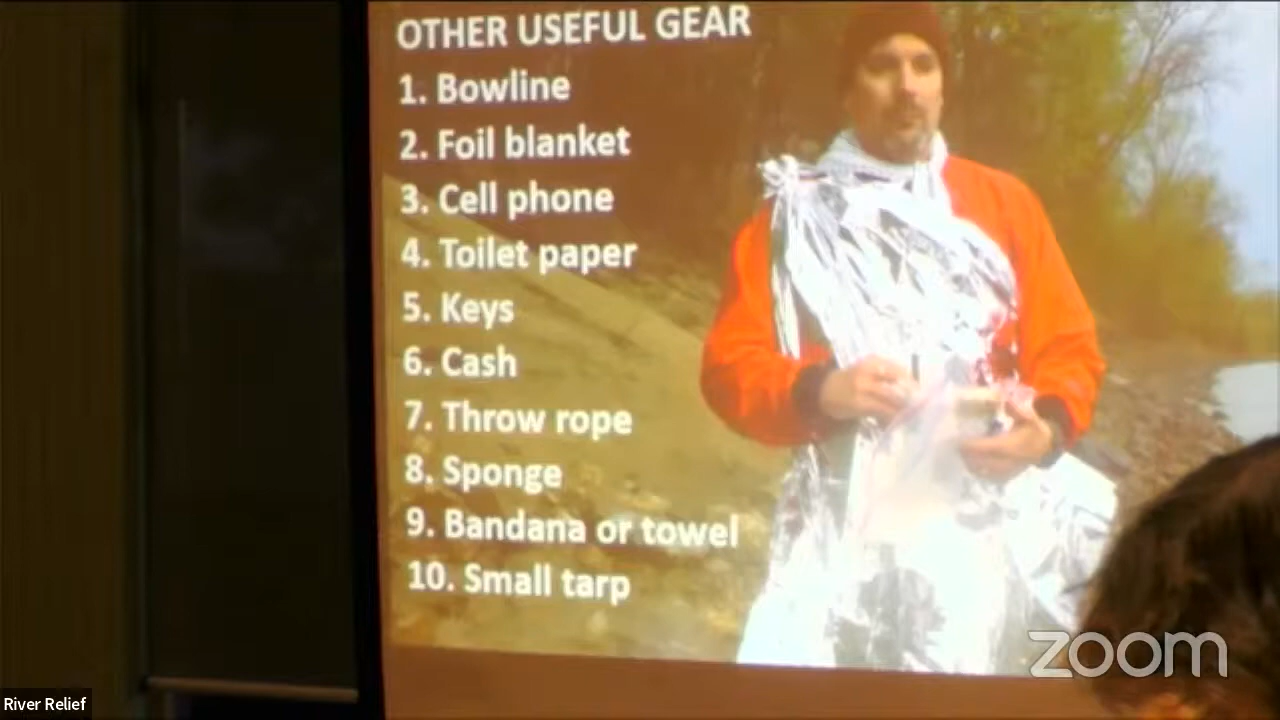 OTHER USEFUL GEAR
1. Bowline
2. Foil blanket
3. Cell phone
4. Toilet paper
5. Keys
6. Cash
7. Throw rope
8. Sponge
9. Bandana or towel
10. Small tarp
zoom
River Relief